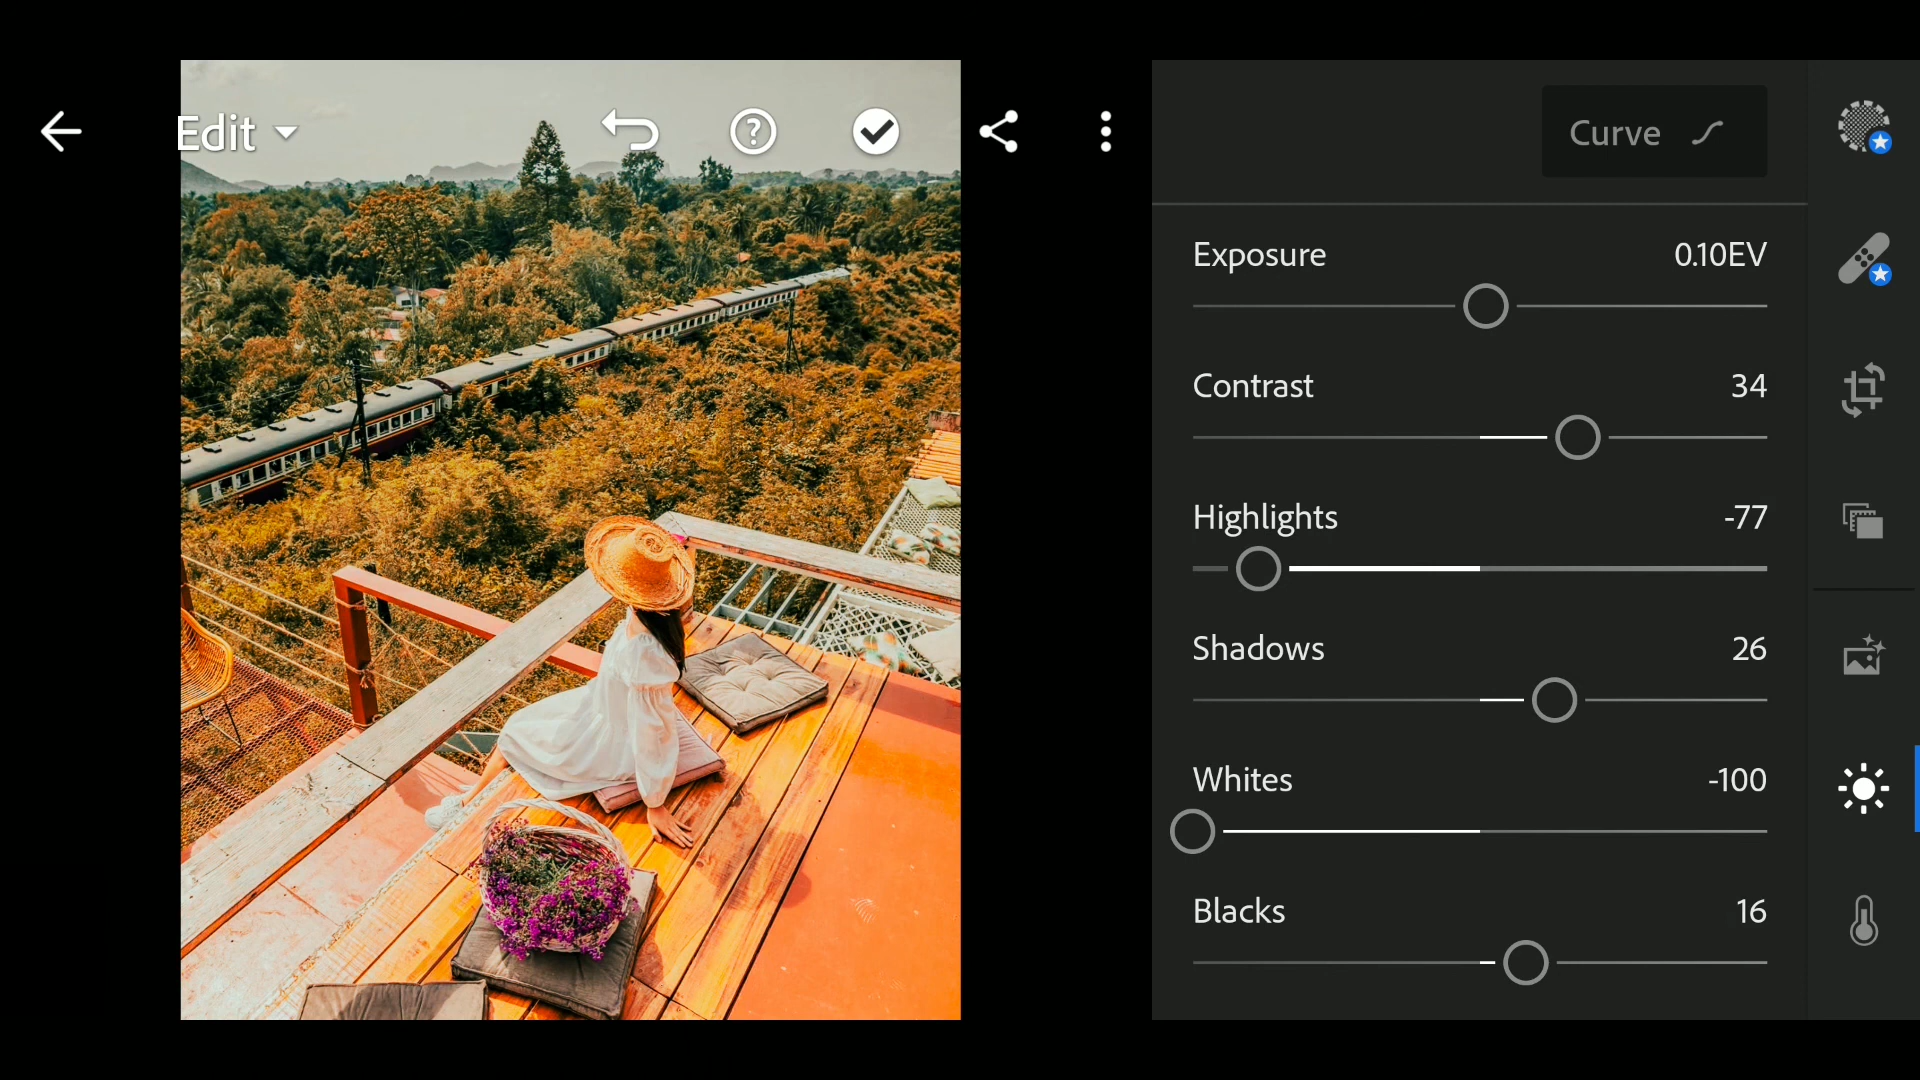 Edit
Curve
Exposure 0.10EV
Contrast 34
Highlights -77
Shadows 26
Whites -100
Blacks 16